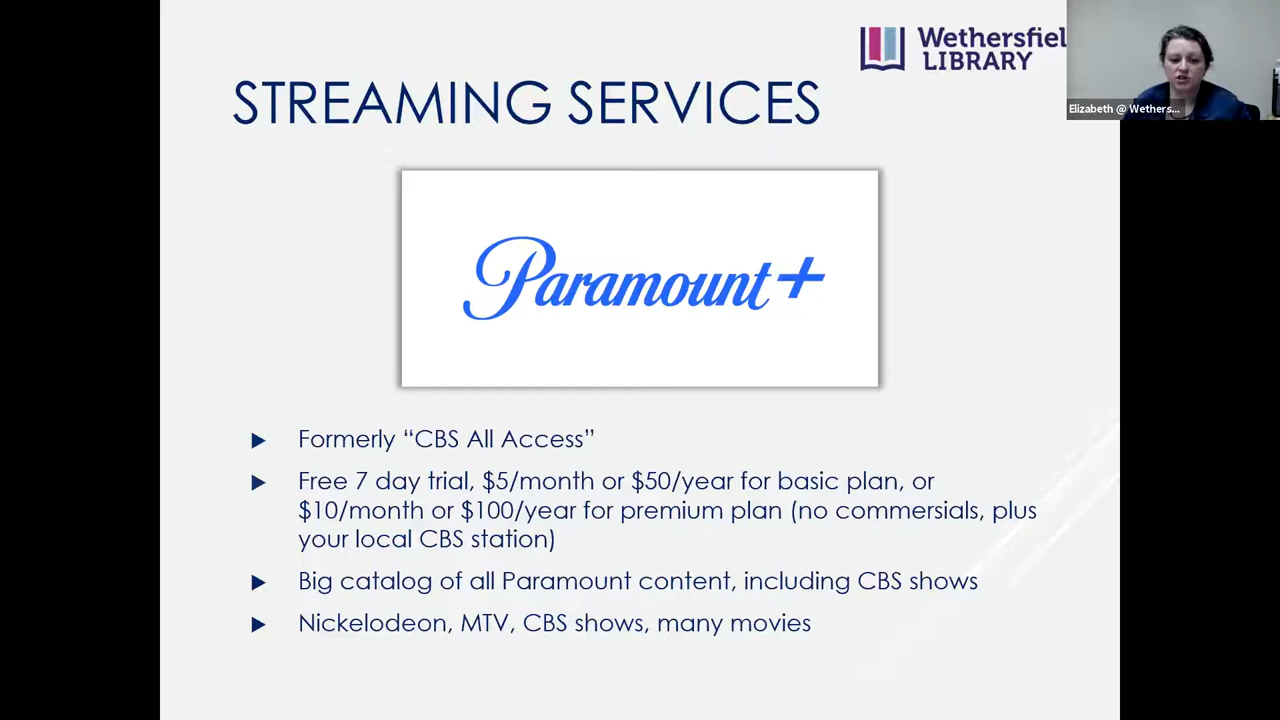 Wethersfiel
LIBRARY
Elizabeth @ Wethers...
STREAMING SERVICES
Paramount+
Formerly “CBS All Access”
Free 7 day trial, $5/month or $50/year for basic plan, or
$10/month or $100/year for premium plan (no commersials, plus
your local CBS station)
Big catalog of all Paramount content, including CBS shows
Nickelodeon, MTV, CBS shows, many movies